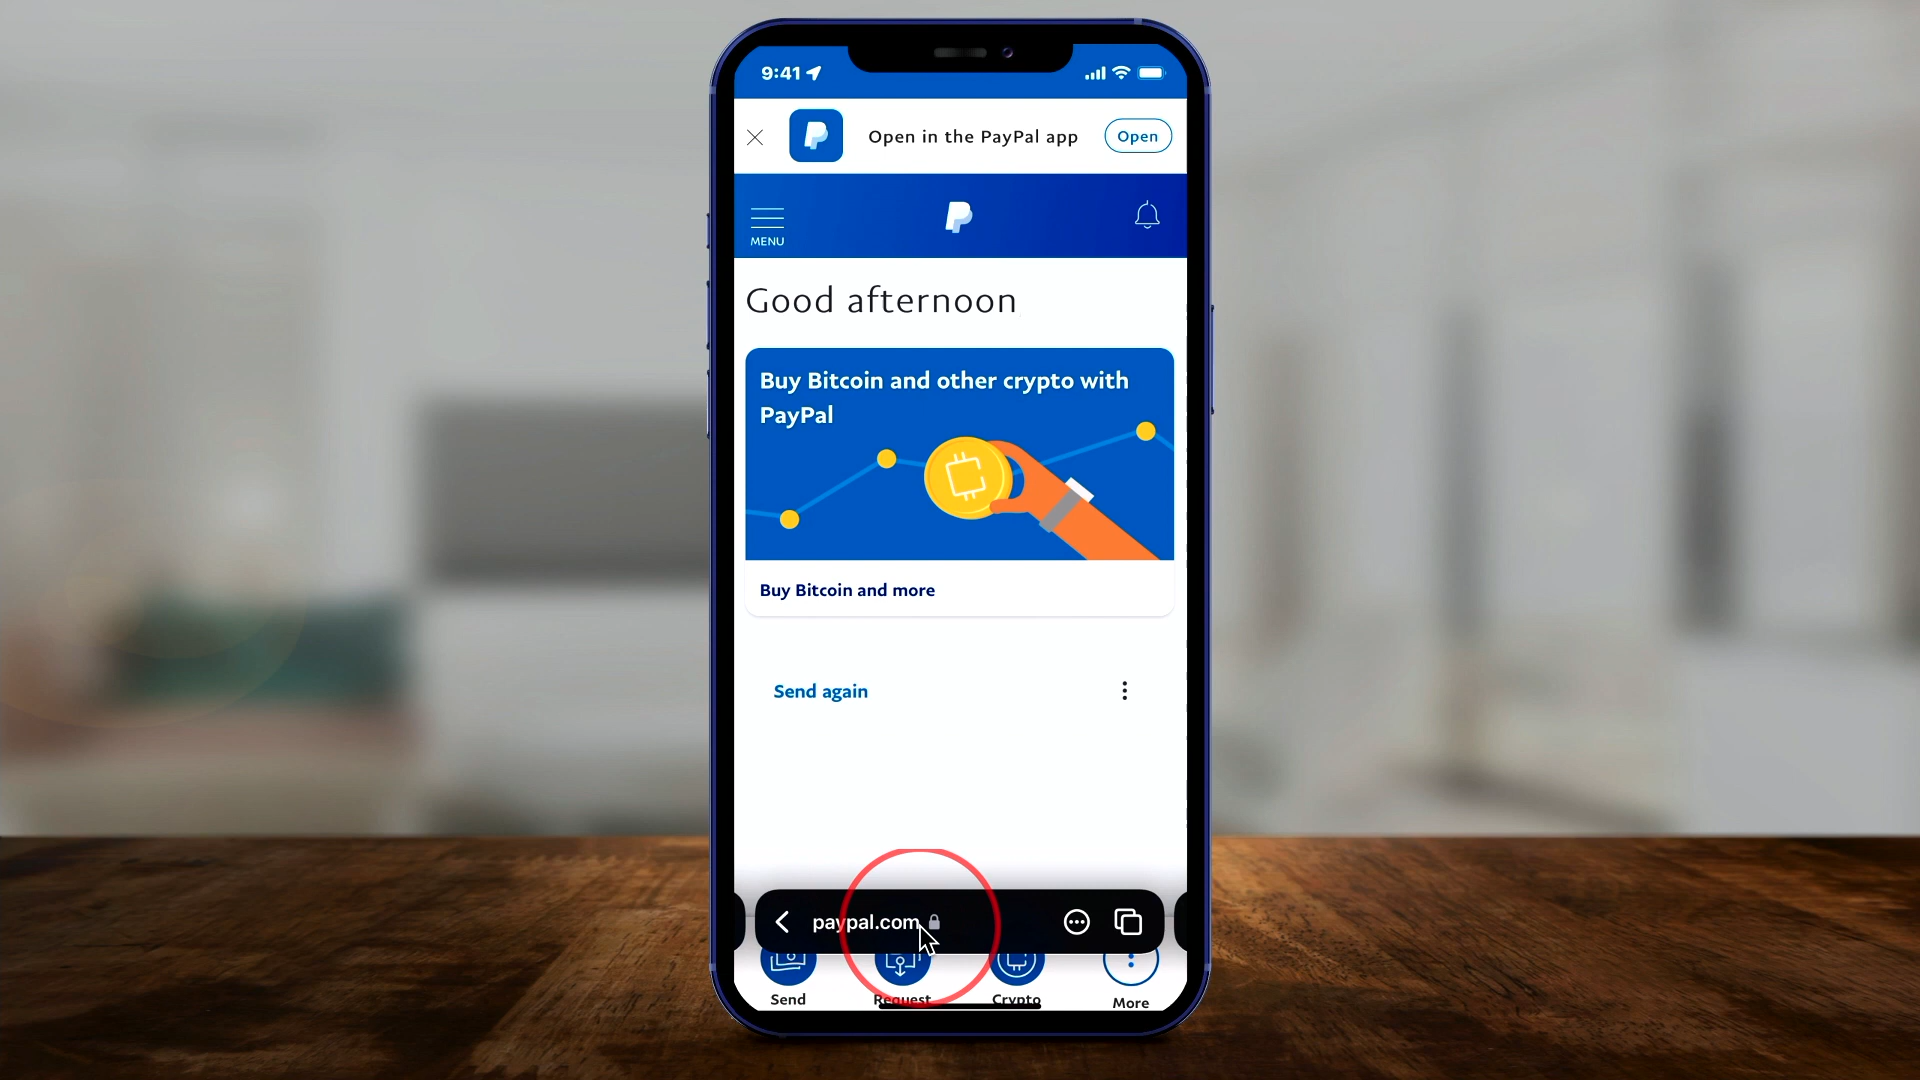 9:41
Open in the PayPal app
Open
MENU
Good afternoon
Buy Bitcoin and other crypto with
PayPal
Buy Bitcoin and more
Send again
paypal.com
Send
Request
Crypto
More